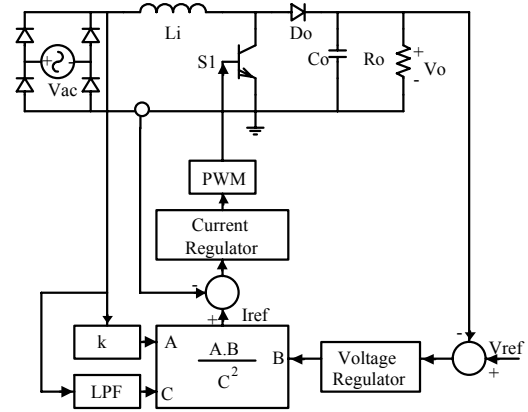 Li
Do
S1
Co
Ro
+
Vo
-
+
-
Vac
PWM
Current
Regulator
-
+
Iref
k
A
A.B
C²
B
Voltage
Regulator
-
Vref
+
LPF
C